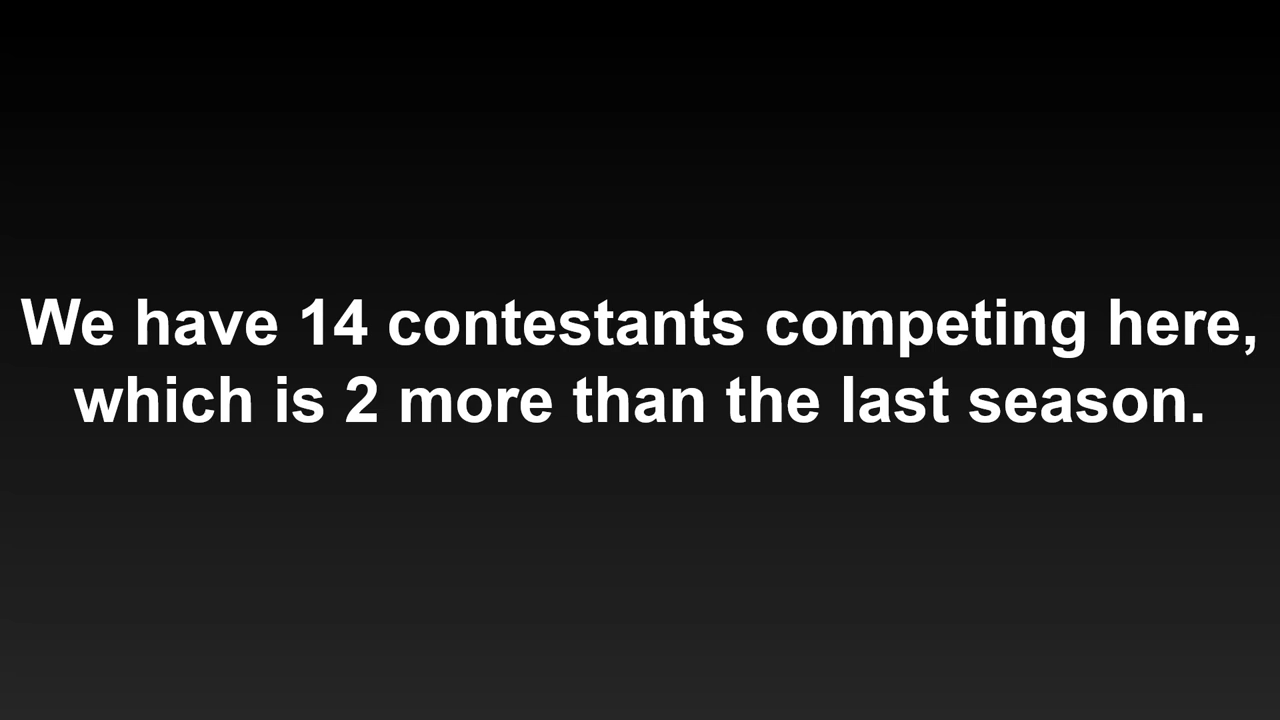 We have 14 contestants competing here,
which is 2 more than the last season.